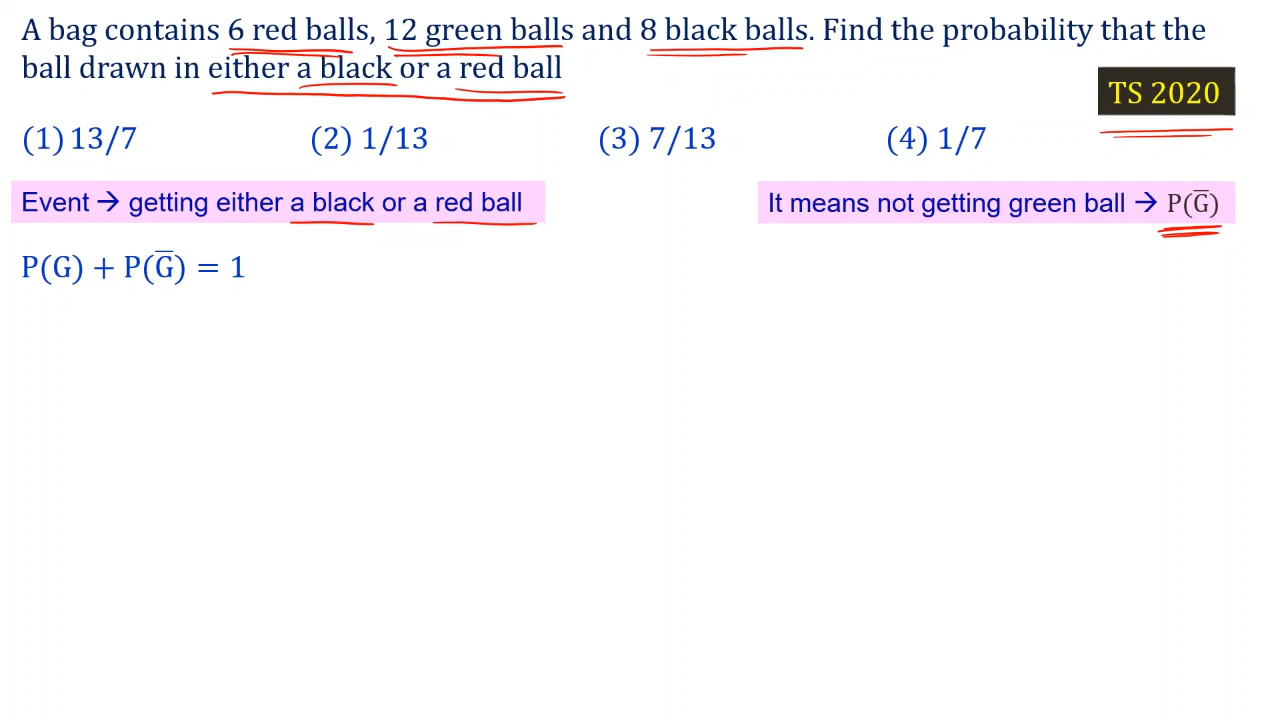 A bag contains 6 red balls, 12 green balls and 8 black balls. Find the probability that the
ball drawn in either a black or a red ball
TS 2020
(1) 13/7 (2) 1/13 (3) 7/13 (4) 1/7
Event → getting either a black or a red ball It means not getting green ball → P(G̅)
P(G) + P(G̅) = 1